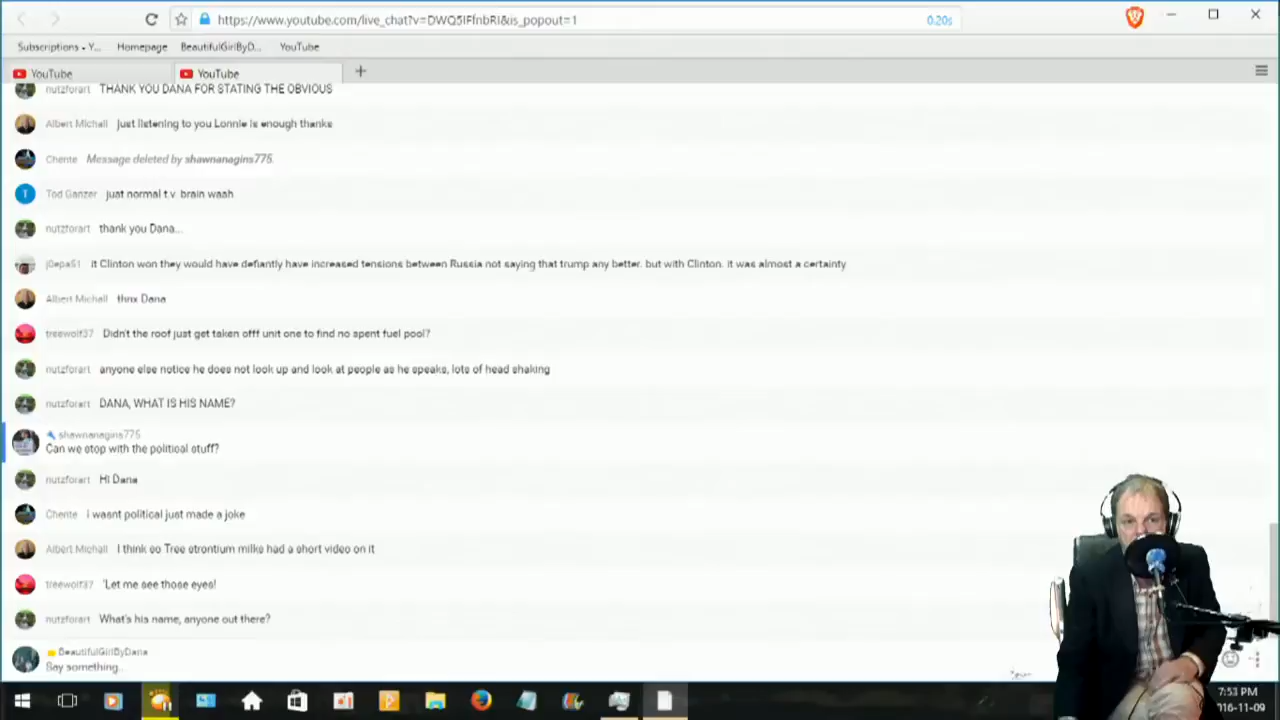 https://www.youtube.com/live_chat?v=DWQ5IFfnbRI&is_popout=1
0.20s
Subscriptions - Y...
Homepage
BeautifulGirlByD...
YouTube
YouTube
YouTube
nutzforart THANK YOU DANA FOR STATING THE OBVIOUS
Albert Michall just listening to you Lonnie is enough thanks
Chente Message deleted by shawnanagins775.
Tod Ganzer just normal t.v. brain waah
nutzforart thank you Dana...
it Clinton won they would have defiantly have increased tensions between Russia not saying that trump any better. but with Clinton. it was almost a certainty
Albert Michall thnx Dana
treewolf37 Didn't the roof just get taken offf unit one to find no spent fuel pool?
nutzforart anyone else notice he does not look up and look at people as he speaks, lots of head shaking
nutzforart DANA, WHAT IS HIS NAME?
shawnanagins775
Can we stop with the political stuff?
nutzforart Hi Dana
Chente i wasnt political just made a joke
Albert Michall I think so Tree strontium milks had a short video on it
treewolf37 'Let me see those eyes!
nutzforart What's his name, anyone out there?
BeautifulGirlByDana
Say something...
7:53 PM
2016-11-09